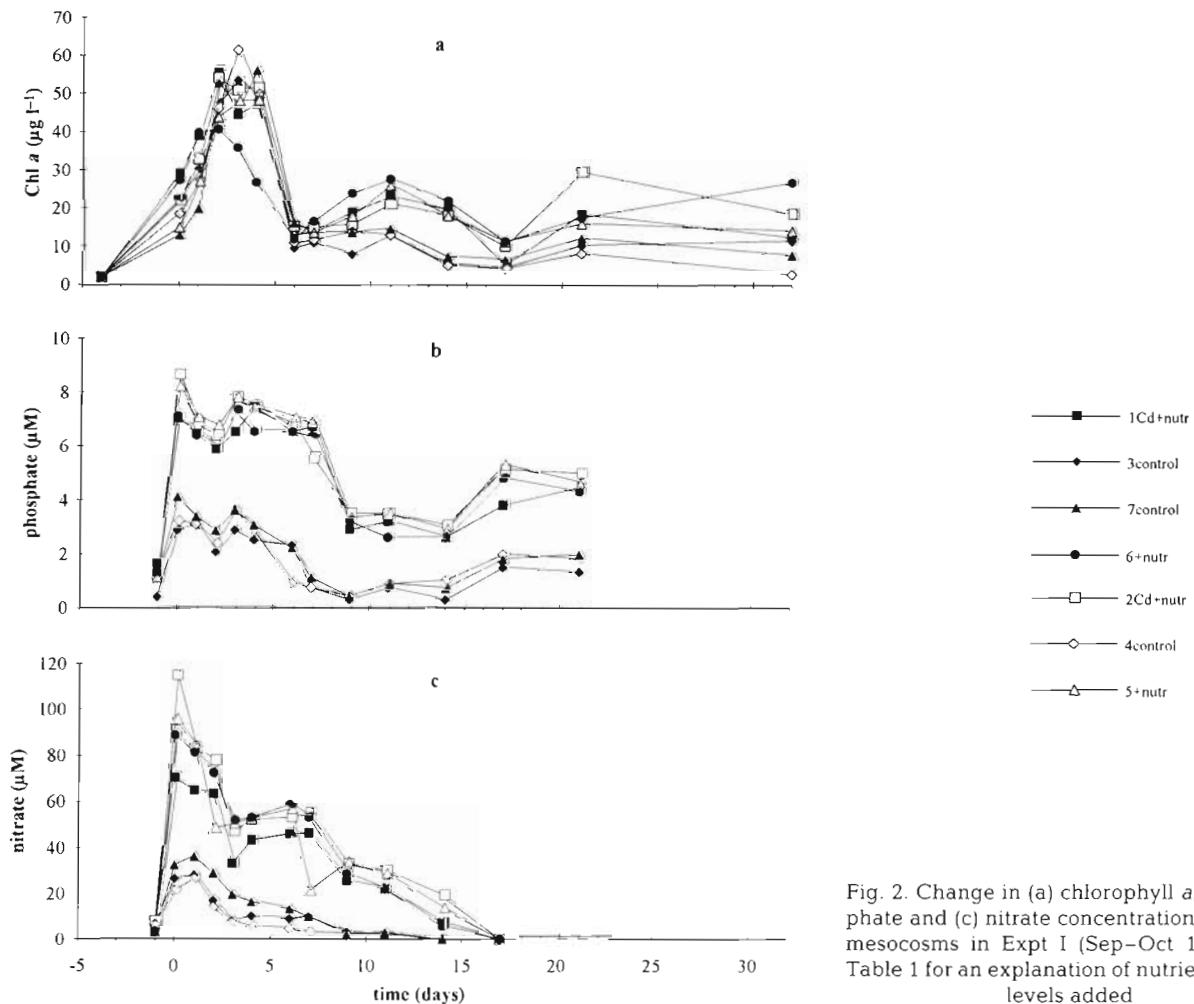 70
60
50
40
30
20
10
0
Chl a (µg l⁻¹)
a
10
8
6
4
2
0
phosphate (µM)
b
120
100
80
60
40
20
0
nitrate (µM)
c
-5 0 5 10 15 20 25 30
time (days)
1Cd+nutr
3control
7control
6+nutr
2Cd+nutr
4control
5+nutr
Fig. 2. Change in (a) chlorophyll a
phate and (c) nitrate concentration
mesocosms in Expt I (Sep–Oct 1
Table 1 for an explanation of nutrie
levels added